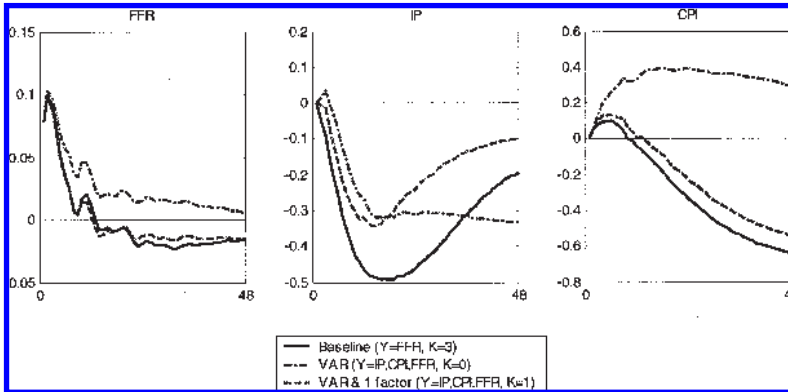 FFR IP CPI
0.15 0.2 0.6
0.1 0.4
0.1 0 0.2
-0.1 0
0.05 -0.2
-0.2
0 -0.3 -0.4
-0.4 -0.6
0.05 -0.5 -0.8
0 48 0 48 0 4
Baseline (Y=FFR, K=3)
VAR (Y=IP,CPI,FFR, K=0)
VAR & 1 factor (Y=IP,CPI,FFR, K=1)